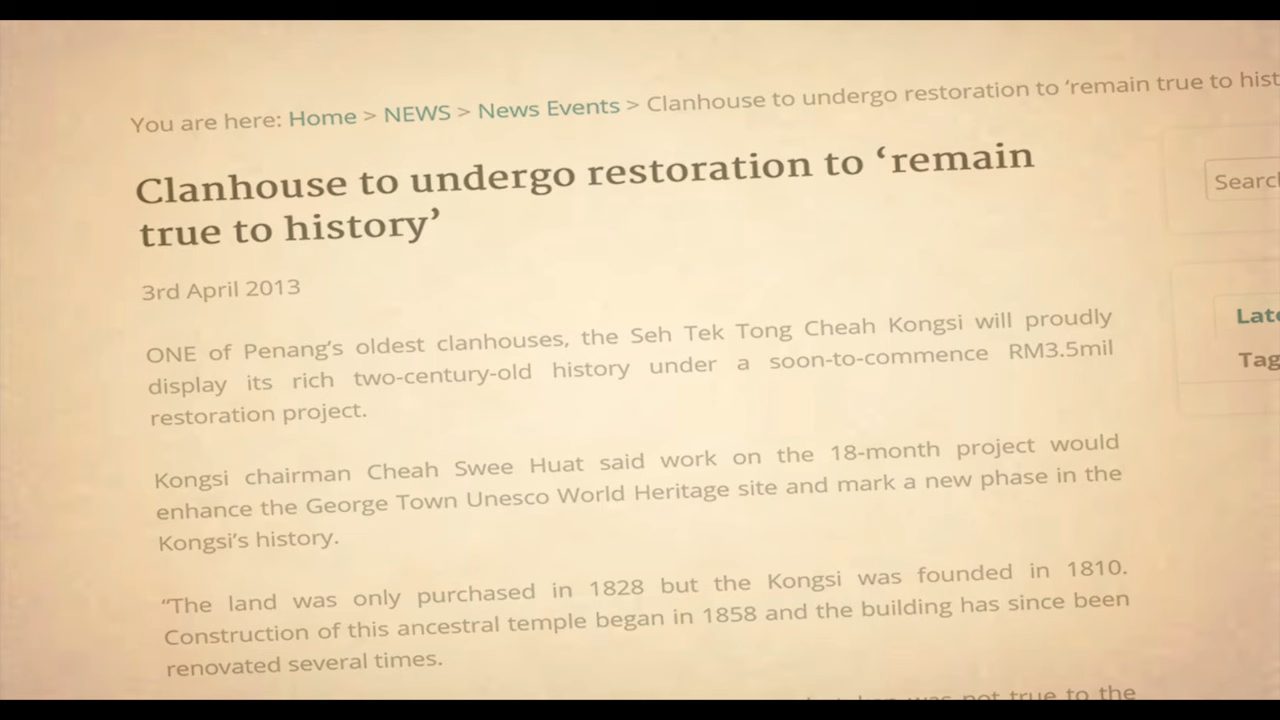 You are here: Home > NEWS > News Events > Clanhouse to undergo restoration to ‘remain true to
Clanhouse to undergo restoration to ‘remain
true to history’
3rd April 2013
ONE of Penang’s oldest clanhouses, the Seh Tek Tong Cheah Kongsi will proudly
display its rich two-century-old history under a soon-to-commence RM3.5mil
restoration project.
Kongsi chairman Cheah Swee Huat said work on the 18-month project would
enhance the George Town Unesco World Heritage site and mark a new phase in the
Kongsi’s history.
“The land was only purchased in 1828 but the Kongsi was founded in 1810.
Construction of this ancestral temple began in 1858 and the building has since been
renovated several times.
was not true to the